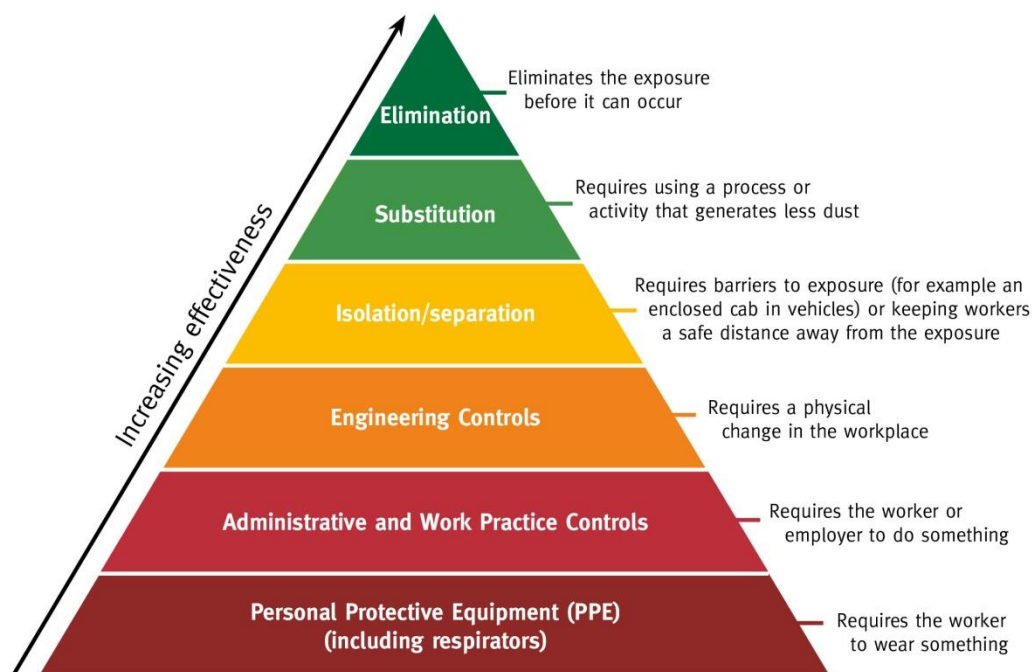 Increasing effectiveness
Elimination
Eliminates the exposure
before it can occur
Substitution
Requires using a process or
activity that generates less dust
Isolation/separation
Requires barriers to exposure (for example an
enclosed cab in vehicles) or keeping workers
a safe distance away from the exposure
Engineering Controls
Requires a physical
change in the workplace
Administrative and Work Practice Controls
Requires the worker or
employer to do something
Personal Protective Equipment (PPE)
(including respirators)
Requires the worker
to wear something